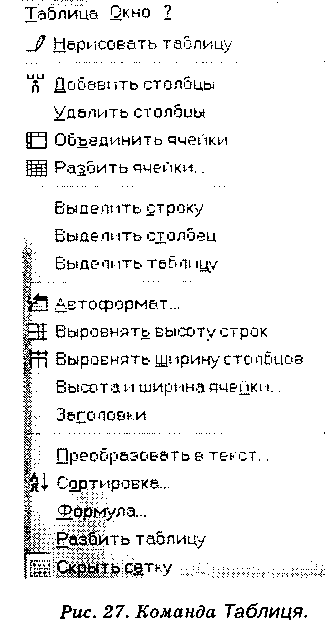 Таблица Окно ?
Нарисовать таблицу
Добавить столбцы
Удалить столбцы
Объединить ячейки
Разбить ячейки...
Выделить строку
Выделить столбец
Выделить таблицу
Автоформат...
Выровнять высоту строк
Выровнять ширину столбцов
Высота и ширина ячейки...
Заголовки
Преобразовать в текст...
Сортировка...
Формула...
Разбить таблицу
Скрыть сетку
Рис. 27. Команда Таблиця.